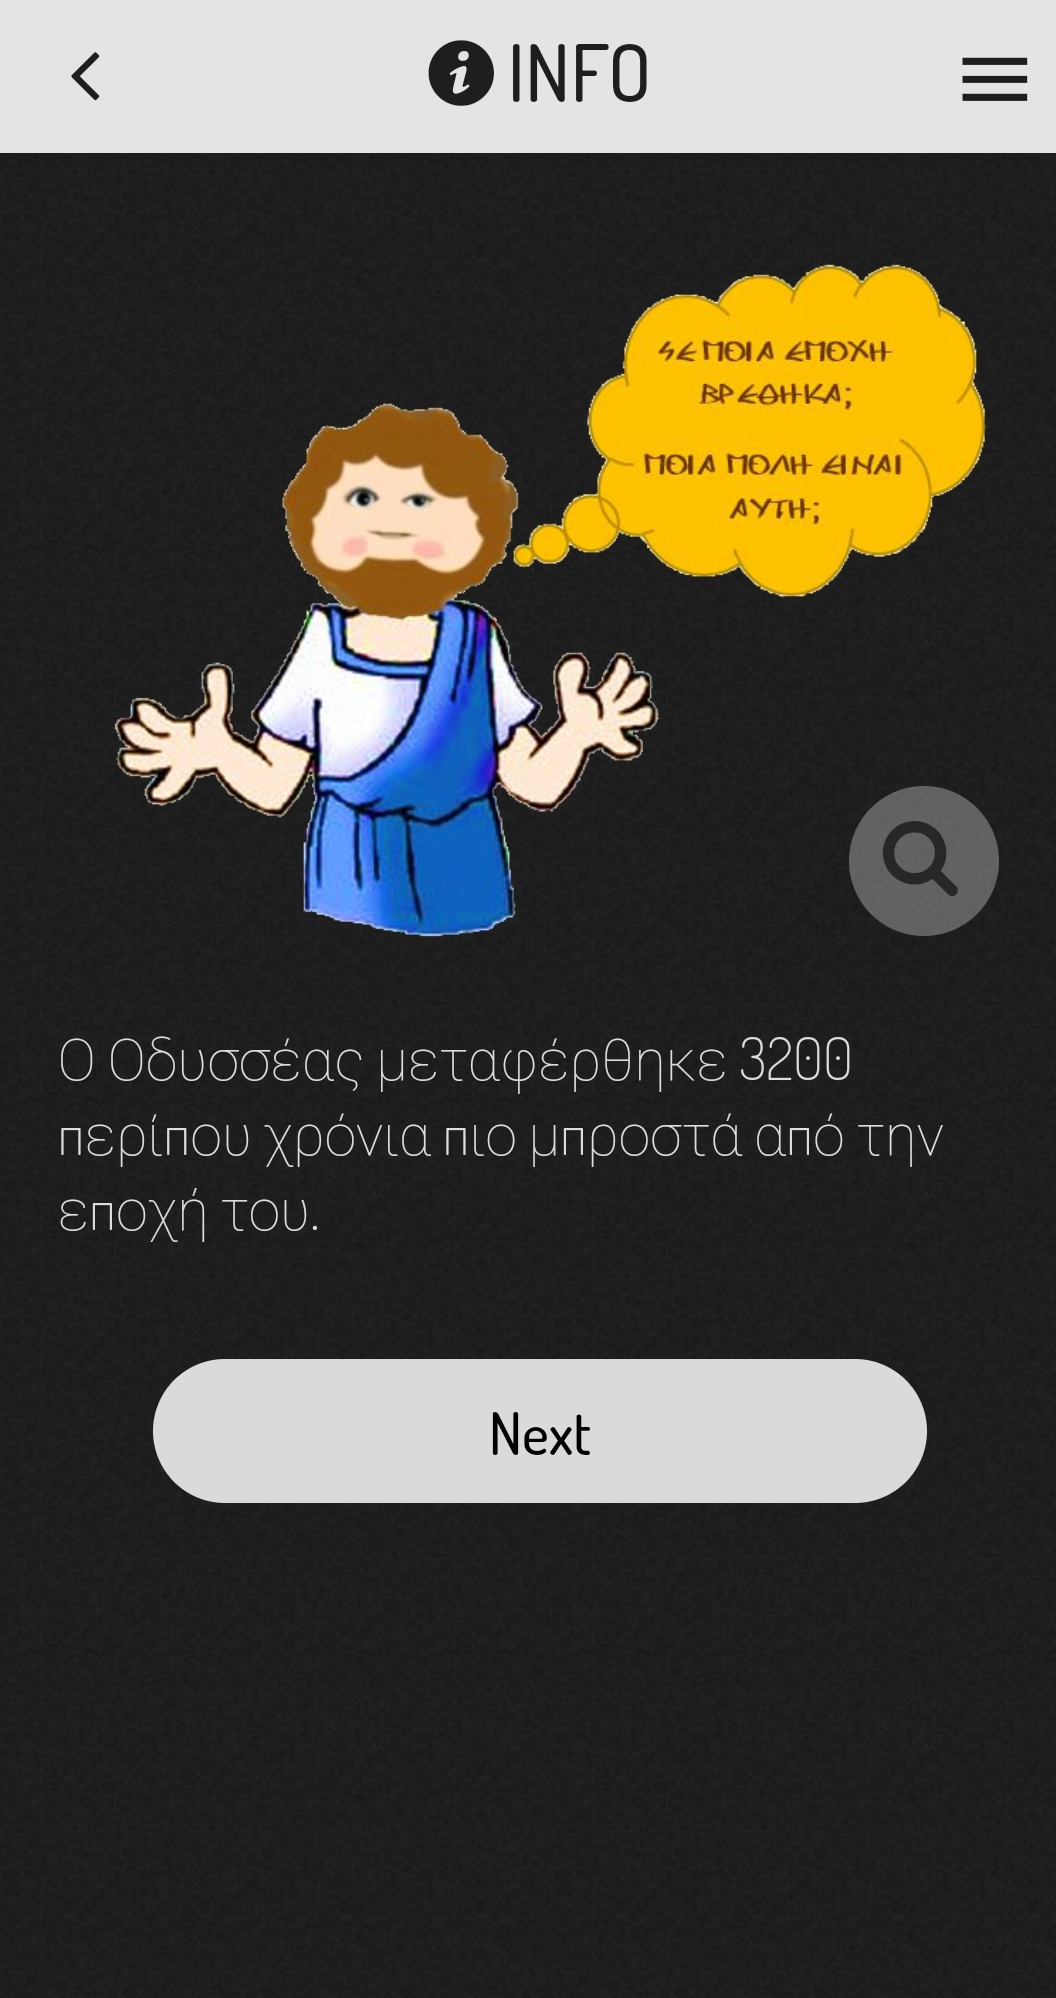 INFO
ΣΕ ΠΟΙΑ ΕΠΟΧΗ
ΒΡΕΘΗΚΑ;
ΠΟΙΑ ΠΟΛΗ ΕΙΝΑΙ
ΑΥΤΗ;
Ο Οδυσσέας μεταφέρθηκε 3200
περίπου χρόνια πιο μπροστά από την
εποχή του.
Next